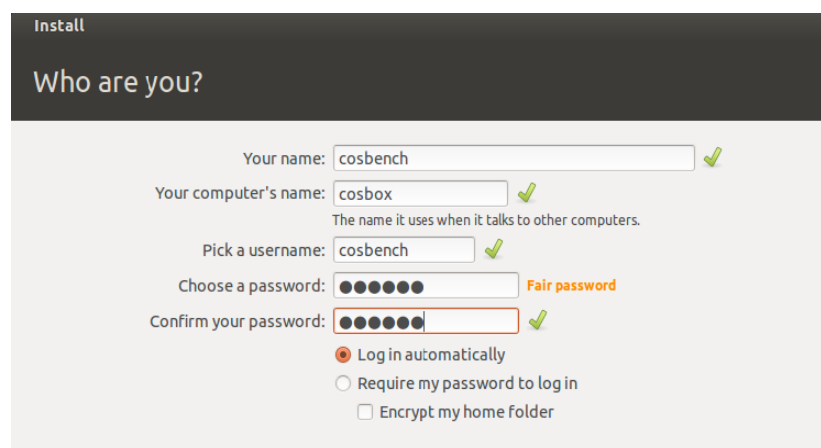 Install
Who are you?
Your name: cosbench
Your computer's name: cosbox
The name it uses when it talks to other computers.
Pick a username: cosbench
Choose a password: ●●●●●● Fair password
Confirm your password: ●●●●●●
Log in automatically
Require my password to log in
Encrypt my home folder